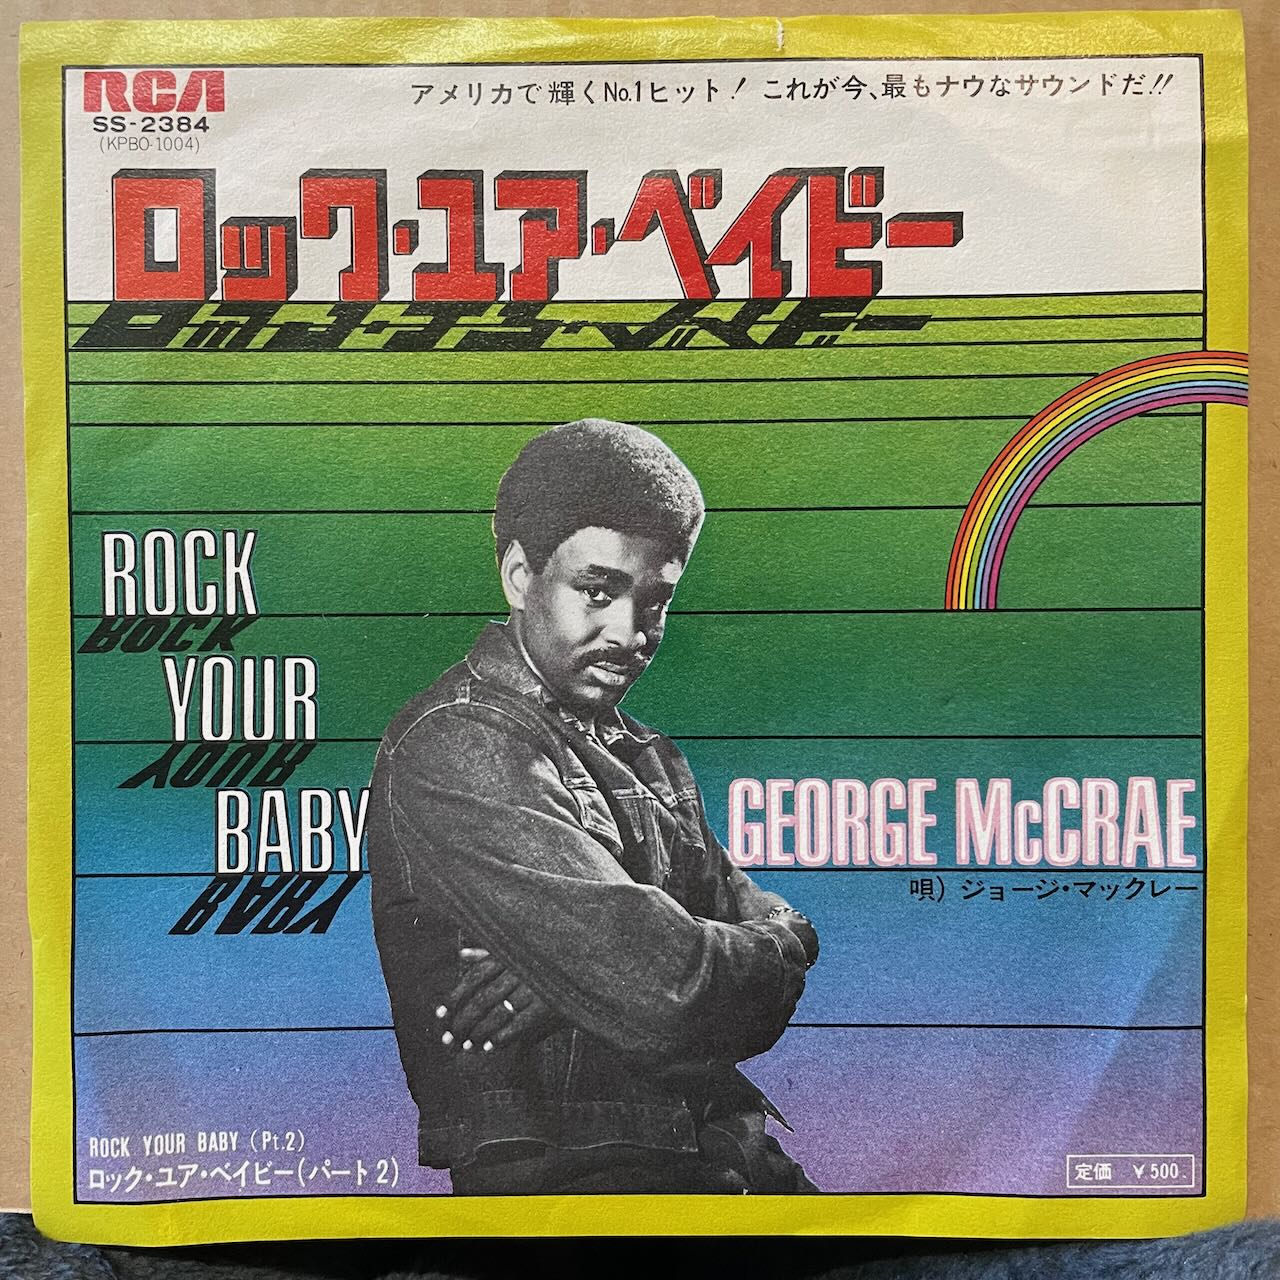 RCA
SS-2384
(KPBO-1004)
アメリカで輝くNo.1ヒット! これが今、最もナウなサウンドだ!!
ロック・ユア・ベイビー
ROCK
YOUR
BABY
GEORGE McCRAE
唄) ジョージ・マックレー
ROCK YOUR BABY (Pt.2)
ロック・ユア・ベイビー(パート2)
定価 ¥500.